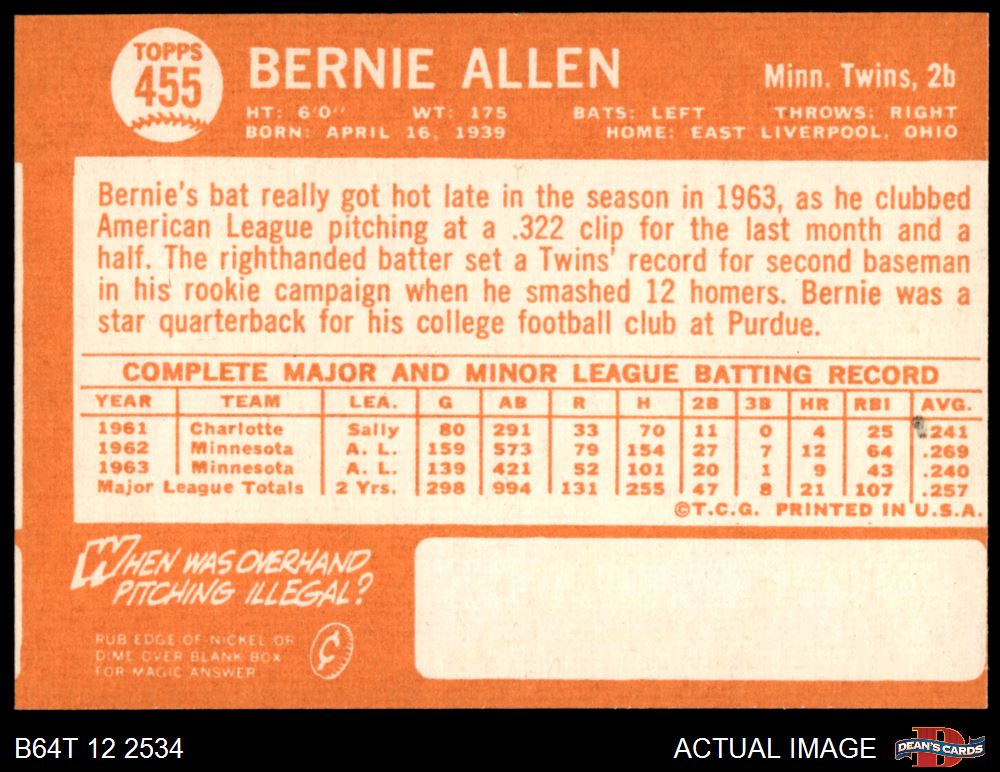 TOPPS
455
BERNIE ALLEN
Minn. Twins, 2b
HT: 6'0" WT: 175 BATS: LEFT THROWS: RIGHT
BORN: APRIL 16, 1939 HOME: EAST LIVERPOOL, OHIO
Bernie's bat really got hot late in the season in 1963, as he clubbed
American League pitching at a .322 clip for the last month and a
half. The righthanded batter set a Twins' record for second baseman
in his rookie campaign when he smashed 12 homers. Bernie was a
star quarterback for his college football club at Purdue.
COMPLETE MAJOR AND MINOR LEAGUE BATTING RECORD
YEAR TEAM LEA. G AB R H 2B 3B HR RBI AVG.
1961 Charlotte Sally 80 291 33 70 11 0 4 25 .241
1962 Minnesota A. L. 159 573 79 154 27 7 12 64 .269
1963 Minnesota A. L. 139 421 52 101 20 1 9 43 .240
Major League Totals 2 Yrs. 298 994 131 255 47 8 21 107 .257
©T.C.G. PRINTED IN U.S.A.
WHEN WAS OVERHAND
PITCHING ILLEGAL?
RUB EDGE OF NICKEL OR
DIME OVER BLANK BOX
FOR MAGIC ANSWER
¢
B64T 12 2534
ACTUAL IMAGE
DEAN'S CARDS